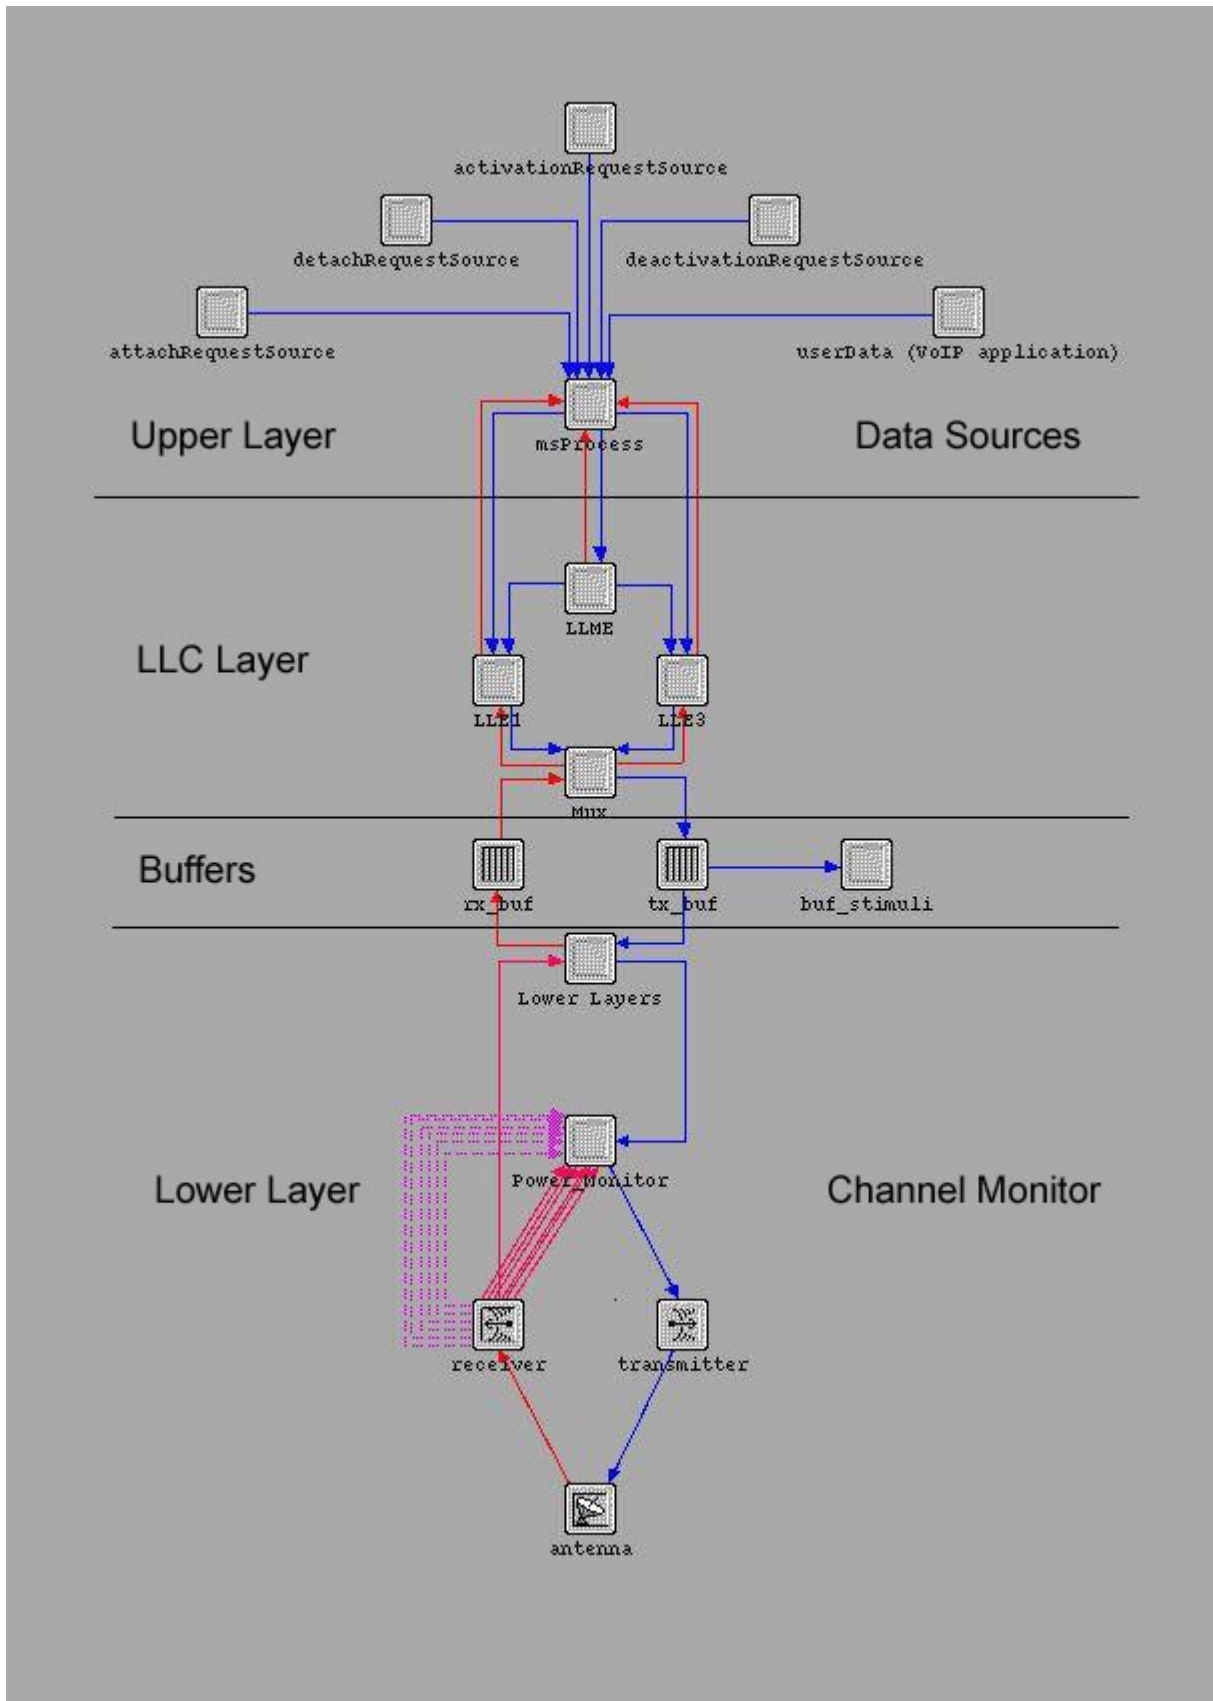 activationRequestSource
detachRequestSource
deactivationRequestSource
attachRequestSource
userData (VoIP application)
Upper Layer
msProcess
Data Sources
LLME
LLC Layer
LLE1
LLE3
Mux
Buffers
rx_buf
tx_buf
buf_stimuli
Lower Layers
Power_Monitor
Lower Layer
Channel Monitor
receiver
transmitter
antenna